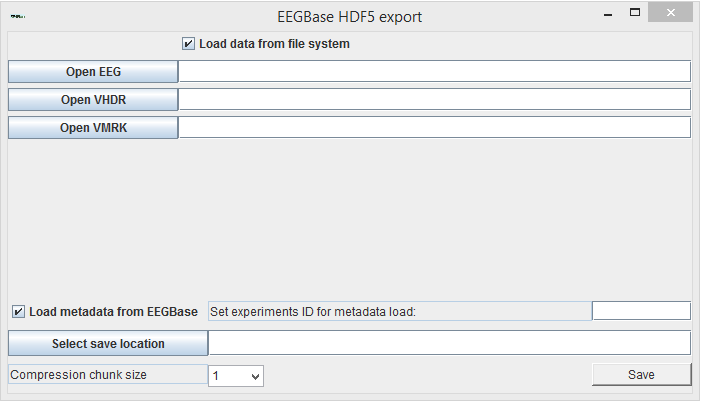 EEGBase HDF5 export
Load data from file system
Open EEG
Open VHDR
Open VMRK
Load metadata from EEGBase Set experiments ID for metadata load:
Select save location
Compression chunk size 1 Save